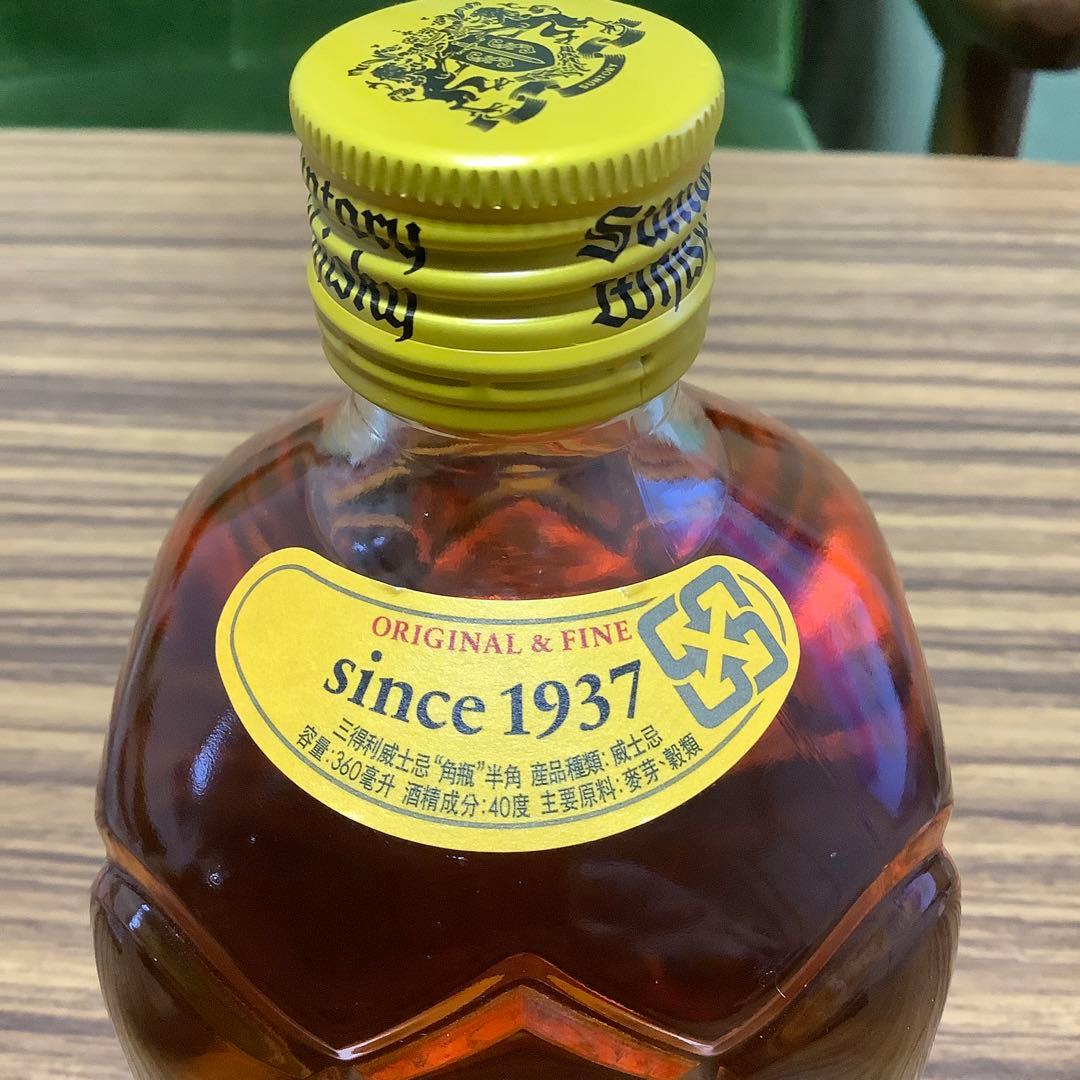 SUNTORY
Suntory
Whisky
ORIGINAL & FINE
since 1937
三得利威士忌“角瓶”半角 産品種類: 威士忌
容量:360毫升 酒精成分:40度 主要原料: 麥芽·穀類